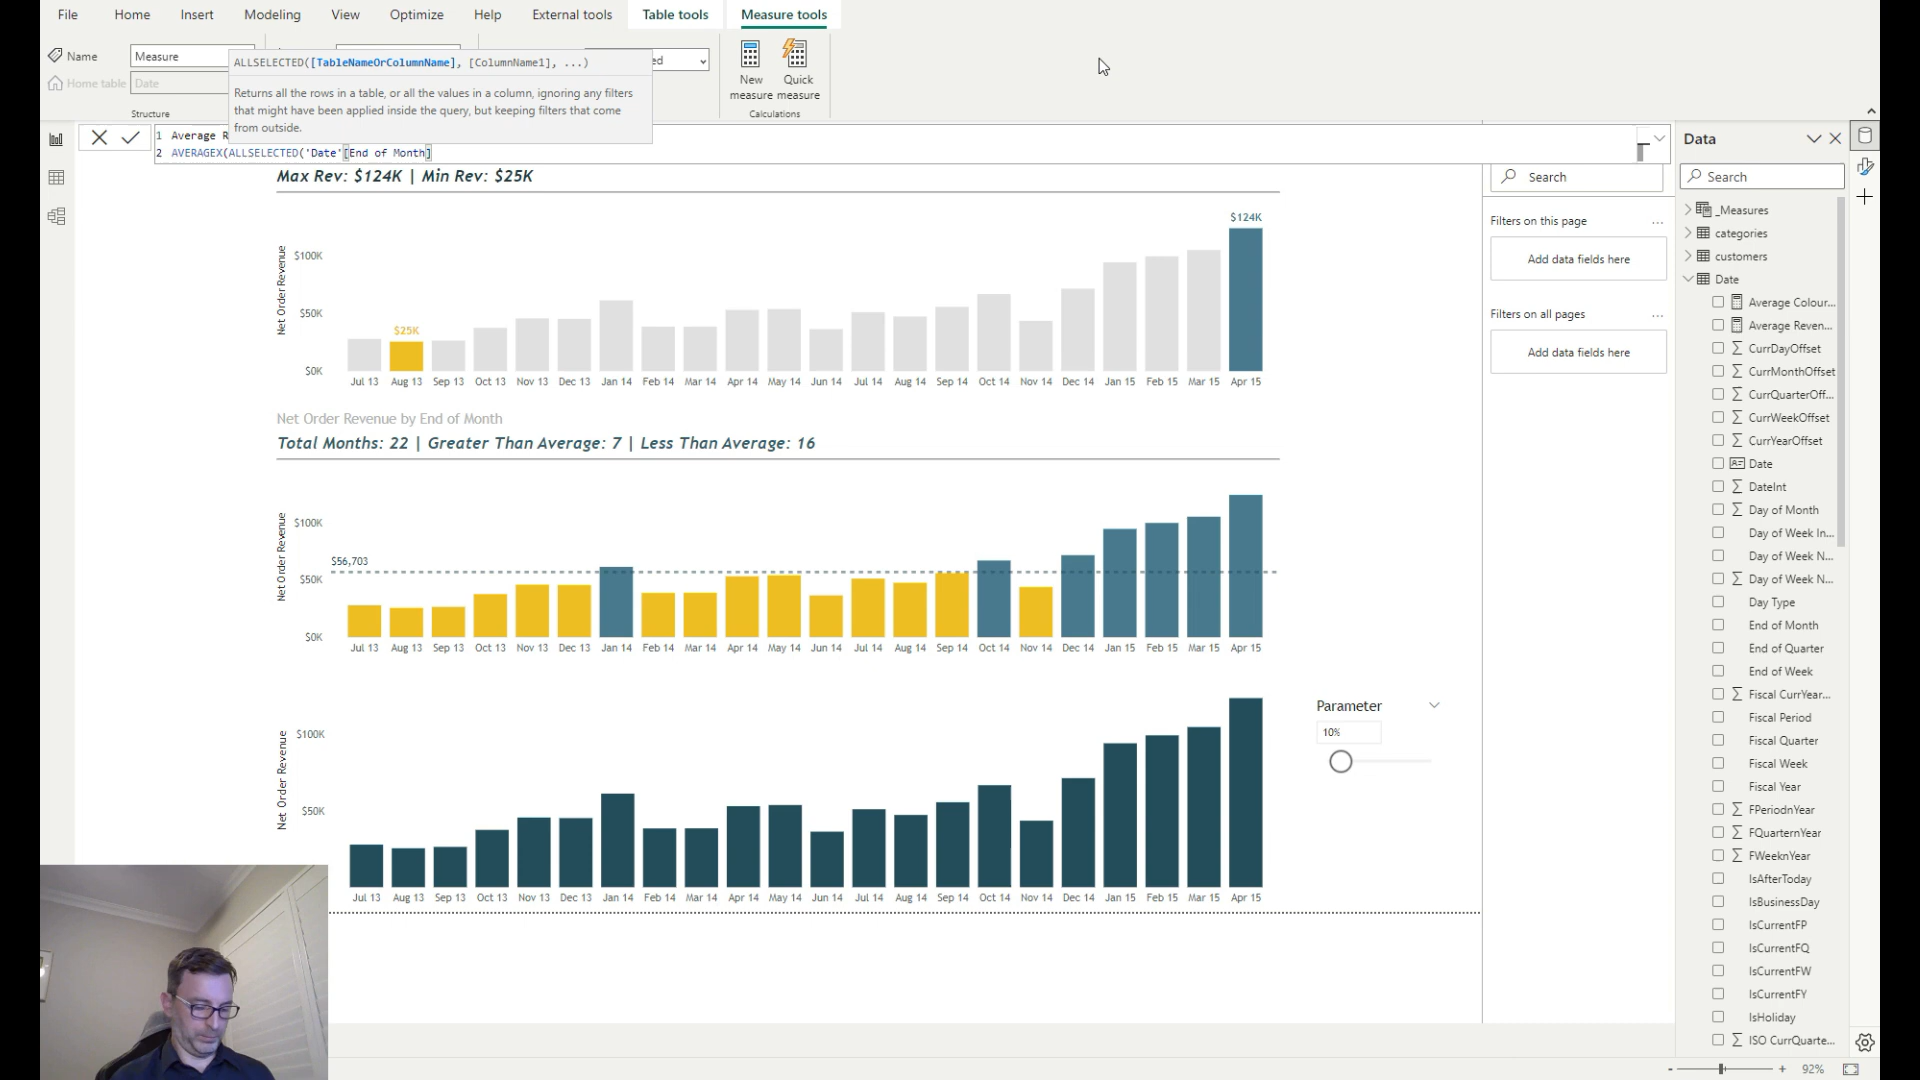 File Home Insert Modeling View Optimize Help External tools Table tools Measure tools
Name Measure
Home table Date
Structure
ALLSELECTED([TableNameOrColumnName], [ColumnName1], ...)
Returns all the rows in a table, or all the values in a column, ignoring any filters
that might have been applied inside the query, but keeping filters that come
from outside.
ed
New
measure
Quick
measure
Calculations
1 Average R
2 AVERAGEX(ALLSELECTED('Date'[End of Month]
Max Rev: $124K | Min Rev: $25K
Net Order Revenue
$100K
$50K
$0K
$25K
$124K
Jul 13 Aug 13 Sep 13 Oct 13 Nov 13 Dec 13 Jan 14 Feb 14 Mar 14 Apr 14 May 14 Jun 14 Jul 14 Aug 14 Sep 14 Oct 14 Nov 14 Dec 14 Jan 15 Feb 15 Mar 15 Apr 15
Net Order Revenue by End of Month
Total Months: 22 | Greater Than Average: 7 | Less Than Average: 16
Net Order Revenue
$100K
$56,703
$50K
$0K
Jul 13 Aug 13 Sep 13 Oct 13 Nov 13 Dec 13 Jan 14 Feb 14 Mar 14 Apr 14 May 14 Jun 14 Jul 14 Aug 14 Sep 14 Oct 14 Nov 14 Dec 14 Jan 15 Feb 15 Mar 15 Apr 15
Net Order Revenue
$100K
$50K
Jul 13 Aug 13 Sep 13 Oct 13 Nov 13 Dec 13 Jan 14 Feb 14 Mar 14 Apr 14 May 14 Jun 14 Jul 14 Aug 14 Sep 14 Oct 14 Nov 14 Dec 14 Jan 15 Feb 15 Mar 15 Apr 15
Parameter
10%
Search
Filters on this page ...
Add data fields here
Filters on all pages ...
Add data fields here
Data
Search
_Measures
categories
customers
Date
Average Colour...
Average Reven...
CurrDayOffset
CurrMonthOffset
CurrQuarterOff...
CurrWeekOffset
CurrYearOffset
Date
DateInt
Day of Month
Day of Week In...
Day of Week N...
Day of Week N...
Day Type
End of Month
End of Quarter
End of Week
Fiscal CurrYear...
Fiscal Period
Fiscal Quarter
Fiscal Week
Fiscal Year
FPeriodnYear
FQuarternYear
FWeeknYear
IsAfterToday
IsBusinessDay
IsCurrentFP
IsCurrentFQ
IsCurrentFW
IsCurrentFY
IsHoliday
ISO CurrQuarte...
- + 92%